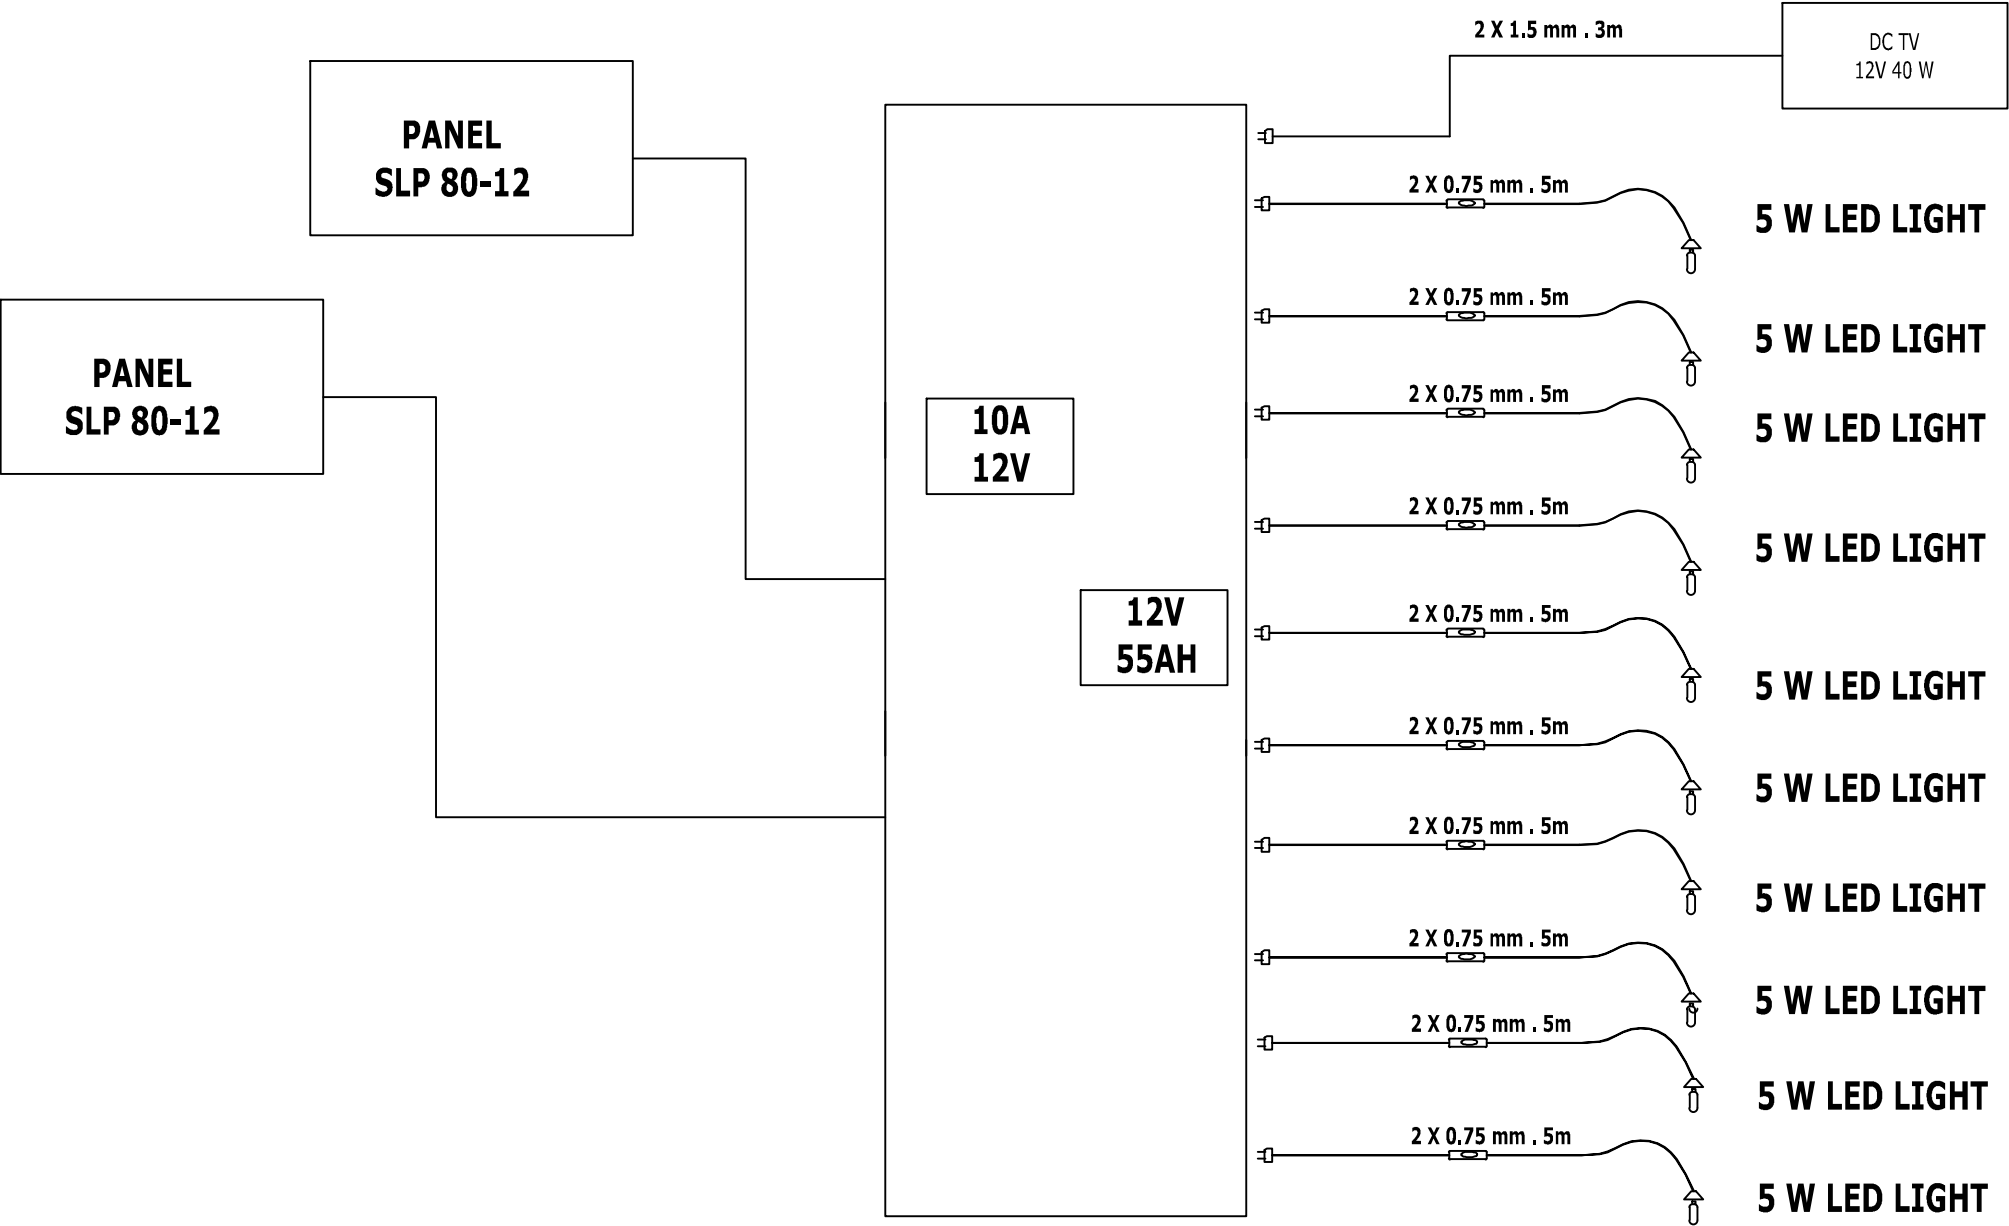 2 X 1.5 mm . 3m
DC TV
12V 40 W
PANEL
SLP 80-12
2 X 0.75 mm . 5m
5 W LED LIGHT
2 X 0.75 mm . 5m
5 W LED LIGHT
PANEL
SLP 80-12
2 X 0.75 mm . 5m
5 W LED LIGHT
10A
12V
2 X 0.75 mm . 5m
5 W LED LIGHT
12V
55AH
2 X 0.75 mm . 5m
5 W LED LIGHT
2 X 0.75 mm . 5m
5 W LED LIGHT
2 X 0.75 mm . 5m
5 W LED LIGHT
2 X 0.75 mm . 5m
5 W LED LIGHT
2 X 0.75 mm . 5m
5 W LED LIGHT
2 X 0.75 mm . 5m
5 W LED LIGHT